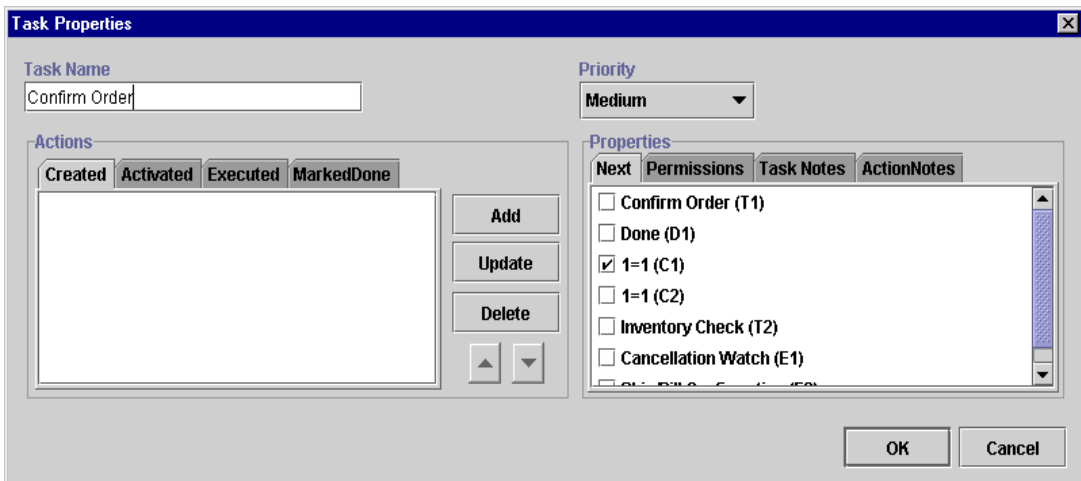 Task Properties
Task Name
Priority
Confirm Order
Medium
Actions
Properties
Created Activated Executed MarkedDone
Next Permissions Task Notes ActionNotes
Add
Update
Delete
Confirm Order (T1)
Done (D1)
1=1 (C1)
1=1 (C2)
Inventory Check (T2)
Cancellation Watch (E1)
OK
Cancel